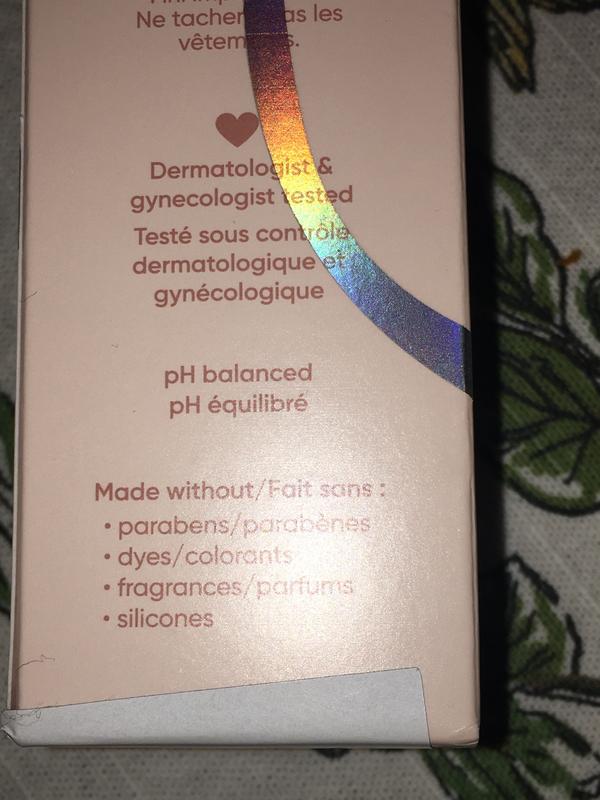 Ne tacher pas les
vêtements.
Dermatologist &
gynecologist tested
Testé sous contrôle
dermatologique et
gynécologique
pH balanced
pH équilibré
Made without/Fait sans :
• parabens/parabènes
• dyes/colorants
• fragrances/parfums
• silicones